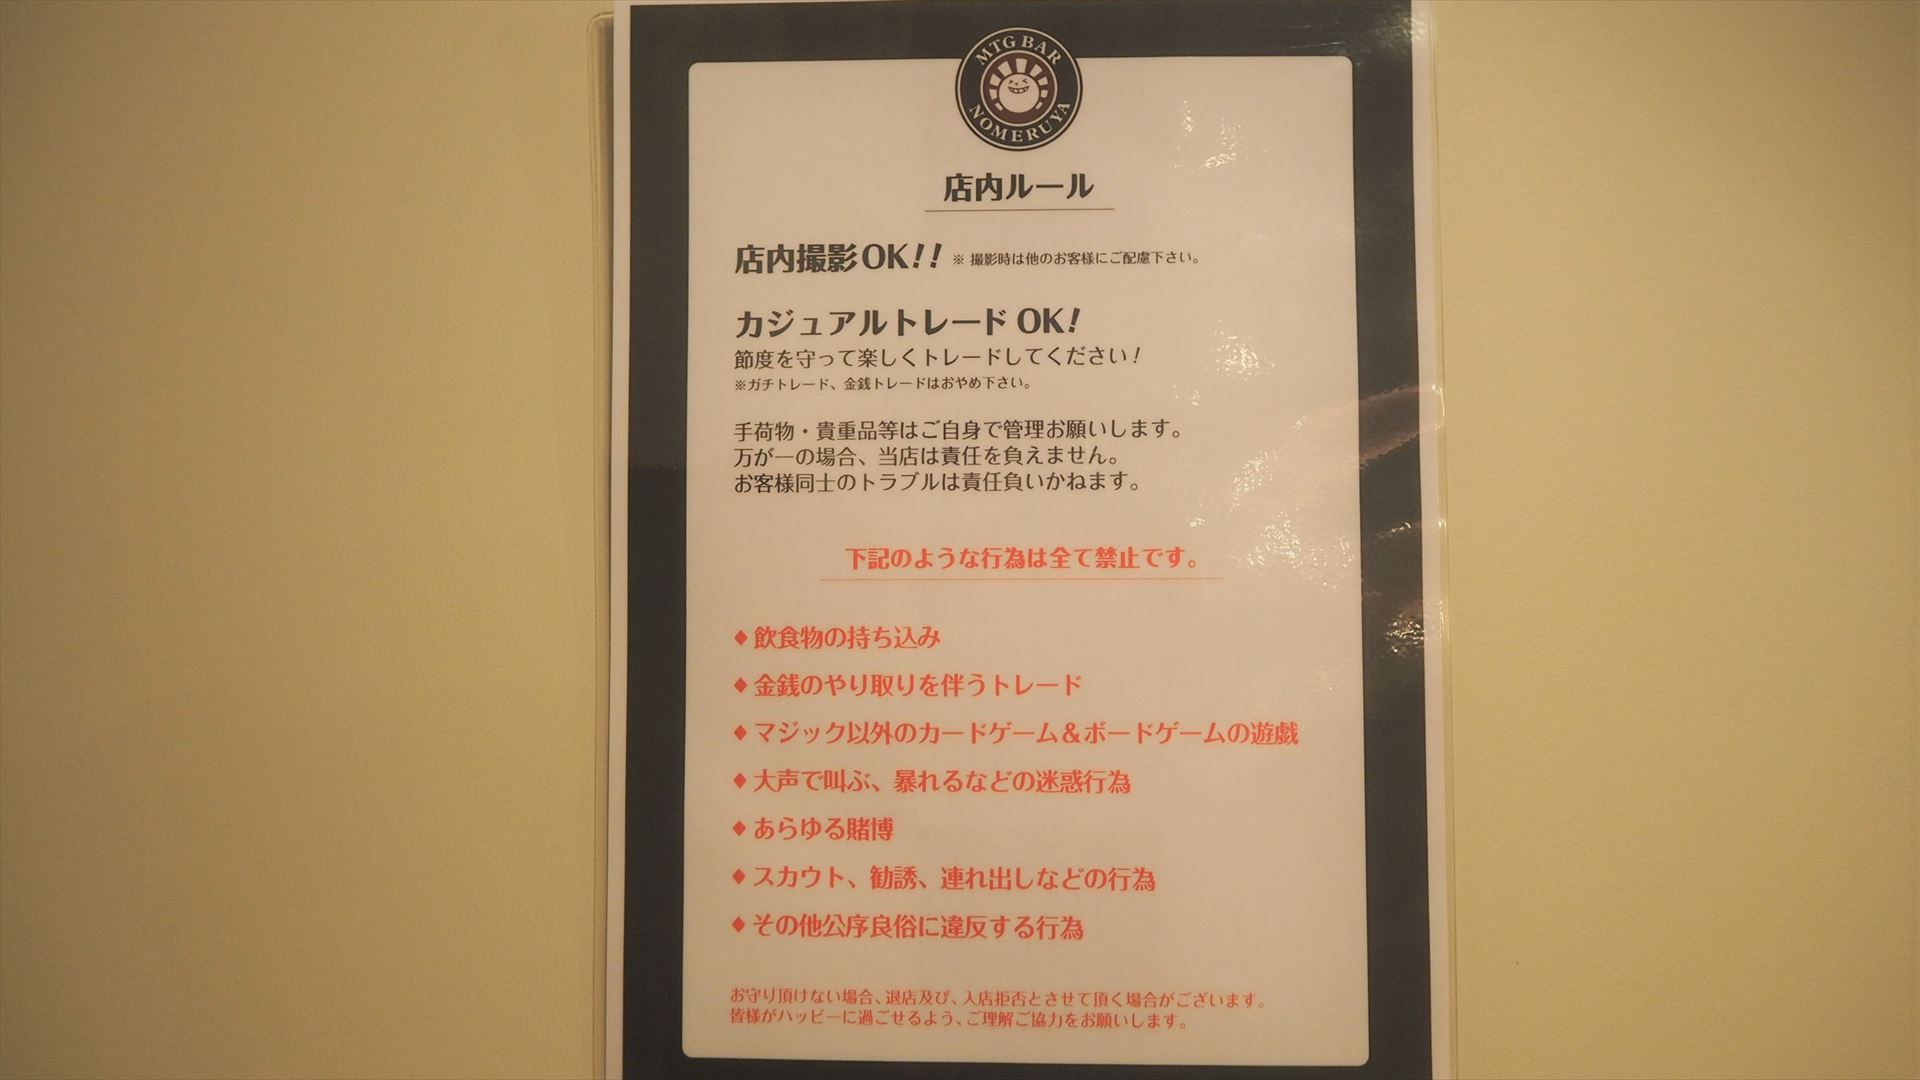 MTG BAR
NOMERUYA
店内ルール
店内撮影OK!! ※ 撮影時は他のお客様にご配慮下さい。
カジュアルトレードOK!
節度を守って楽しくトレードしてください!
※ガチトレード、金銭トレードはおやめ下さい。
手荷物・貴重品等はご自身で管理お願いします。
万が一の場合、当店は責任を負えません。
お客様同士のトラブルは責任負いかねます。
下記のような行為は全て禁止です。
♦飲食物の持ち込み
♦金銭のやり取りを伴うトレード
♦マジック以外のカードゲーム&ボードゲームの遊戯
♦大声で叫ぶ、暴れるなどの迷惑行為
♦あらゆる賭博
♦スカウト、勧誘、連れ出しなどの行為
♦その他公序良俗に違反する行為
お守り頂けない場合、退店及び、入店拒否とさせて頂く場合がございます。
皆様がハッピーに過ごせるよう、ご理解ご協力をお願いします。